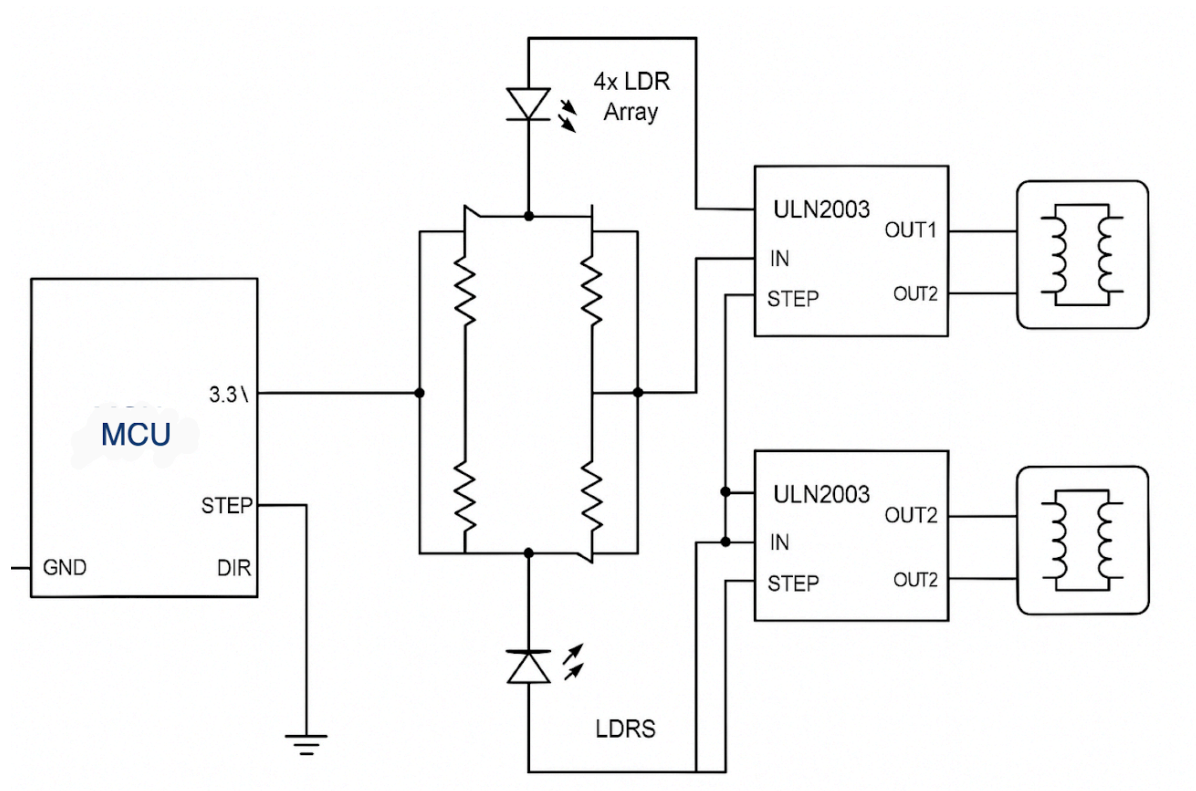 4x LDR
Array
ULN2003
OUT1
IN
STEP
OUT2
3.3\
MCU
STEP
GND
DIR
ULN2003
OUT2
IN
STEP
OUT2
LDRS